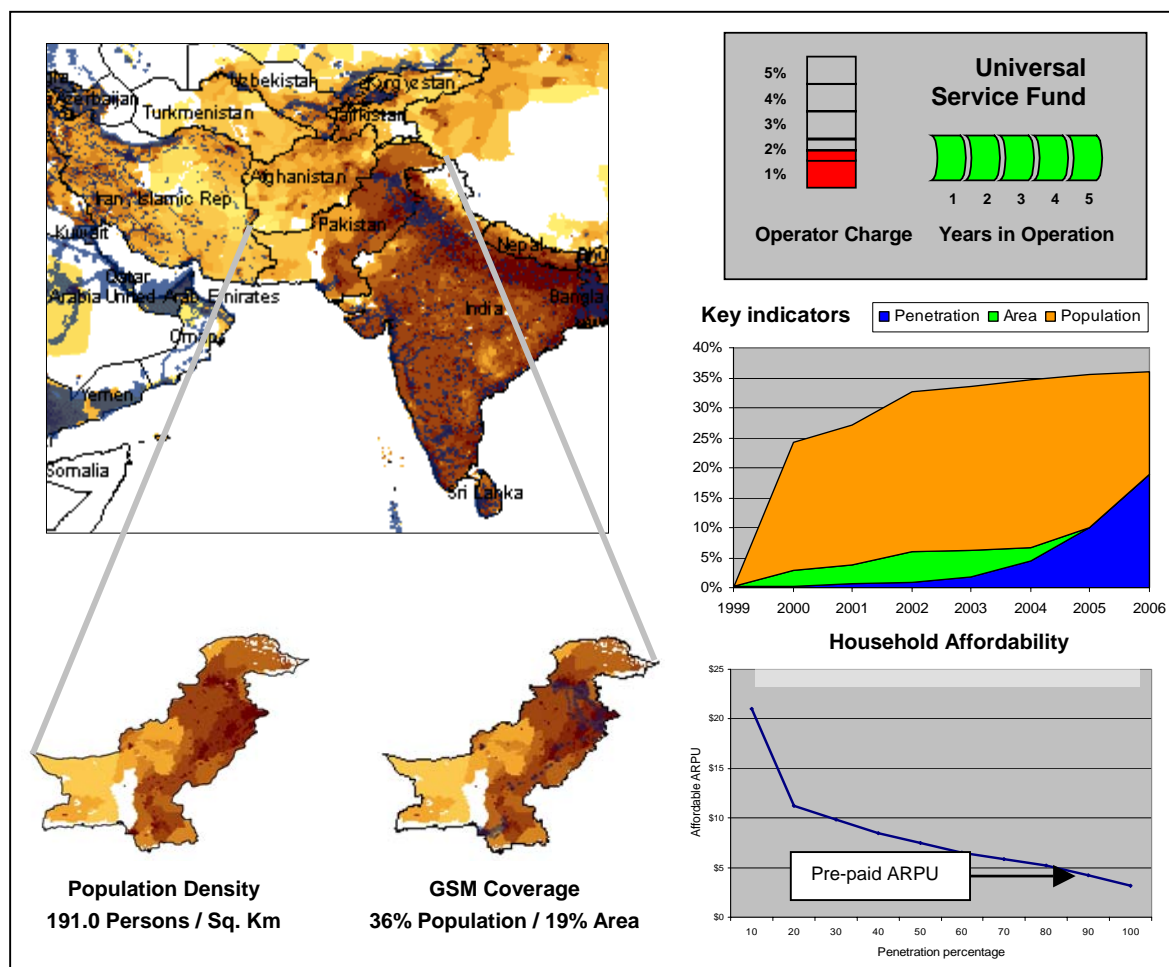 Uzbekistan
Kyrgyzstan
Azerbaijan
Turkmenistan
Tajikistan
Afghanistan
Iran, Islamic Rep.
Pakistan
Kuwait
Nepal
Qatar
Arabia United Arab Emirates
India
Bangla
Oman
Yemen
Somalia
Sri Lanka
Population Density
191.0 Persons / Sq. Km
GSM Coverage
36% Population / 19% Area
Universal
Service Fund
5%
4%
3%
2%
1%
1 2 3 4 5
Operator Charge
Years in Operation
Key indicators
Penetration Area Population
40%
35%
30%
25%
20%
15%
10%
5%
0%
1999 2000 2001 2002 2003 2004 2005 2006
Household Affordability
$25
$20
$15
$10
$5
$0
Affordable ARPU
Pre-paid ARPU
10 20 30 40 50 60 70 80 90 100
Penetration percentage